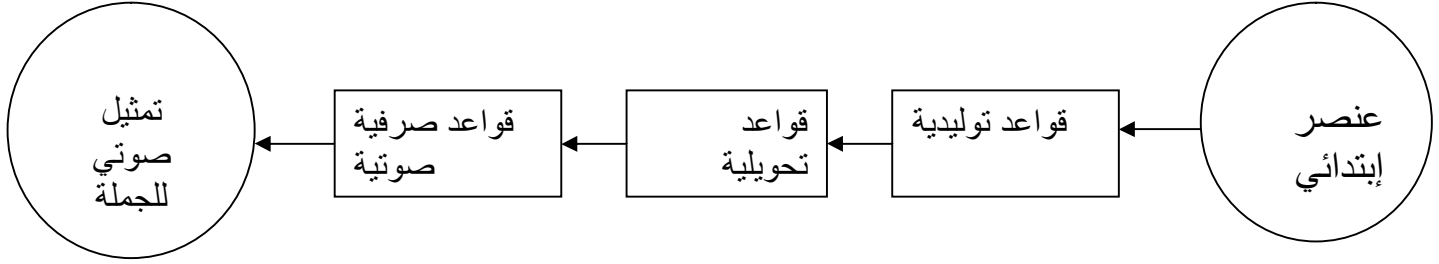 عنصر
إبتدائي
قواعد توليدية
قواعد
تحويلية
قواعد صرفية
صوتية
تمثيل
صوتي
للجملة